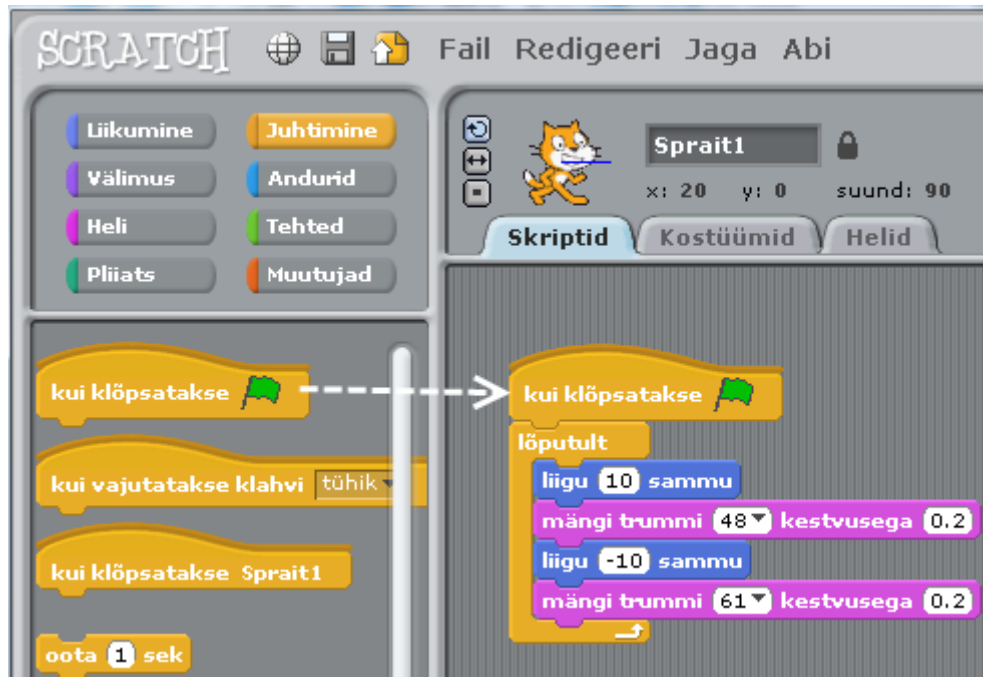 SCRATCH Fail Redigeeri Jaga Abi
Liikumine Juhtimine
Välimus Andurid
Heli Tehted
Pliiats Muutujad
Sprait1
x: 20 y: 0 suund: 90
Skriptid Kostüümid Helid
kui klõpsatakse
kui vajutatakse klahvi tühik
kui klõpsatakse Sprait1
oota 1 sek
kui klõpsatakse
lõputult
liigu 10 sammu
mängi trummi 48 kestvusega 0.2
liigu -10 sammu
mängi trummi 61 kestvusega 0.2